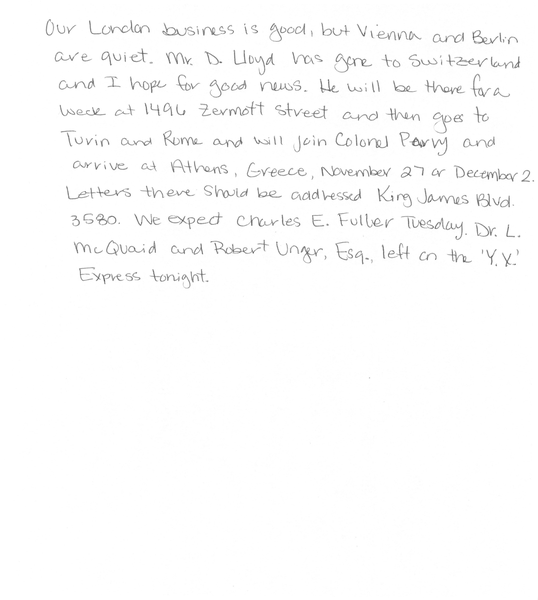 Our London business is good, but Vienna and Berlin
are quiet. Mr. D. Lloyd has gone to Switzerland
and I hope for good news. He will be there for a
week at 1496 Zermott Street and then goes to
Turin and Rome and will join Colonel Parry and
arrive at Athens, Greece, November 27 or December 2.
Letters there should be addressed King James Blvd.
3580. We expect Charles E. Fuller Tuesday. Dr. L.
McQuaid and Robert Unger, Esq., left on the 'Y.X.'
Express tonight.